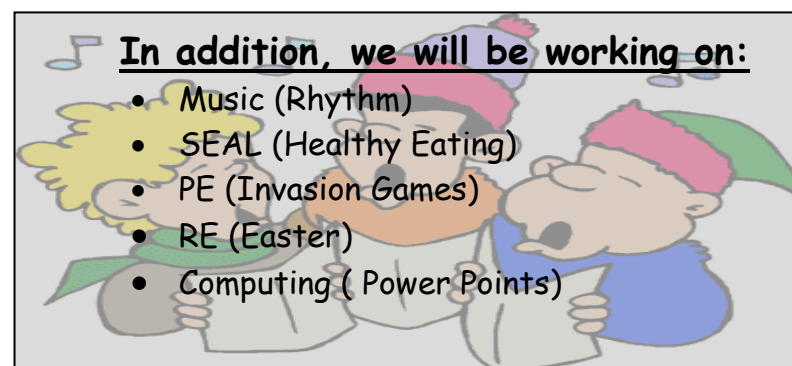 In addition, we will be working on:
• Music (Rhythm)
• SEAL (Healthy Eating)
• PE (Invasion Games)
• RE (Easter)
• Computing ( Power Points)